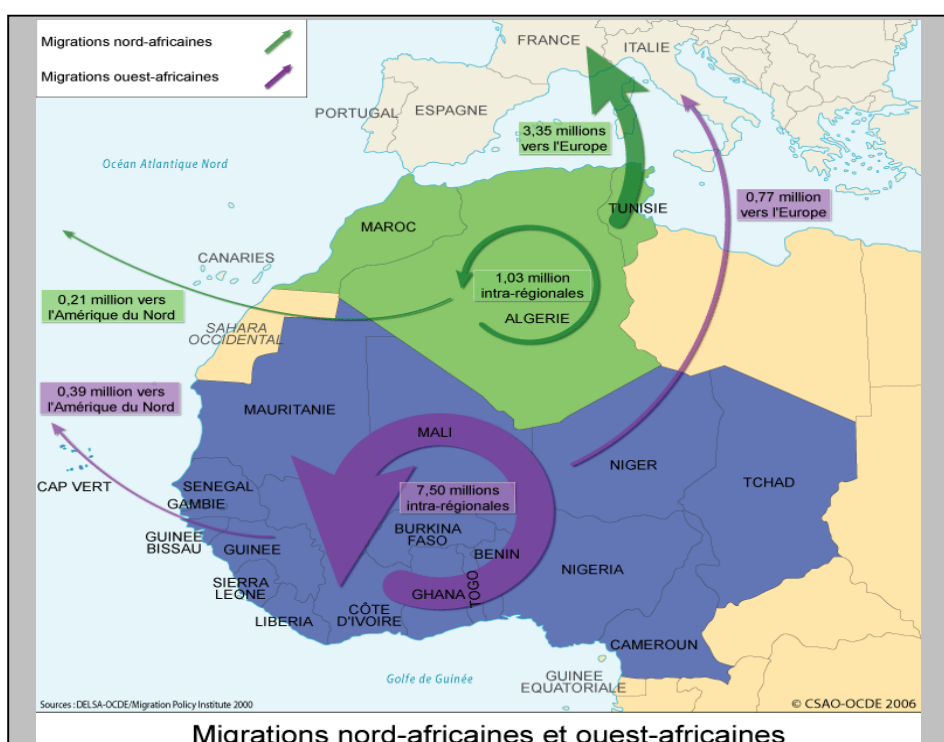 Migrations nord-africaines
Migrations ouest-africaines
FRANCE
ITALIE
PORTUGAL
ESPAGNE
3,35 millions
vers l'Europe
Océan Atlantique Nord
0,77 million
vers l'Europe
TUNISIE
MAROC
CANARIES
1,03 million
intra-régionales
ALGERIE
0,21 million vers
l'Amérique du Nord
SAHARA
OCCIDENTAL
0,39 million vers
l'Amérique du Nord
MAURITANIE
MALI
NIGER
TCHAD
CAP VERT
SENEGAL
GAMBIE
7,50 millions
intra-régionales
GUINEE
BISSAU
GUINEE
BURKINA
FASO
BENIN
NIGERIA
SIERRA
LEONE
GHANA
TOGO
LIBERIA
CÔTE
D'IVOIRE
CAMEROUN
Golfe de Guinée
GUINEE
EQUATORIALE
Sources : DELSA-OCDE/Migration Policy Institute 2000
© CSAO-OCDE 2006
Migrations nord-africaines et ouest-africaines